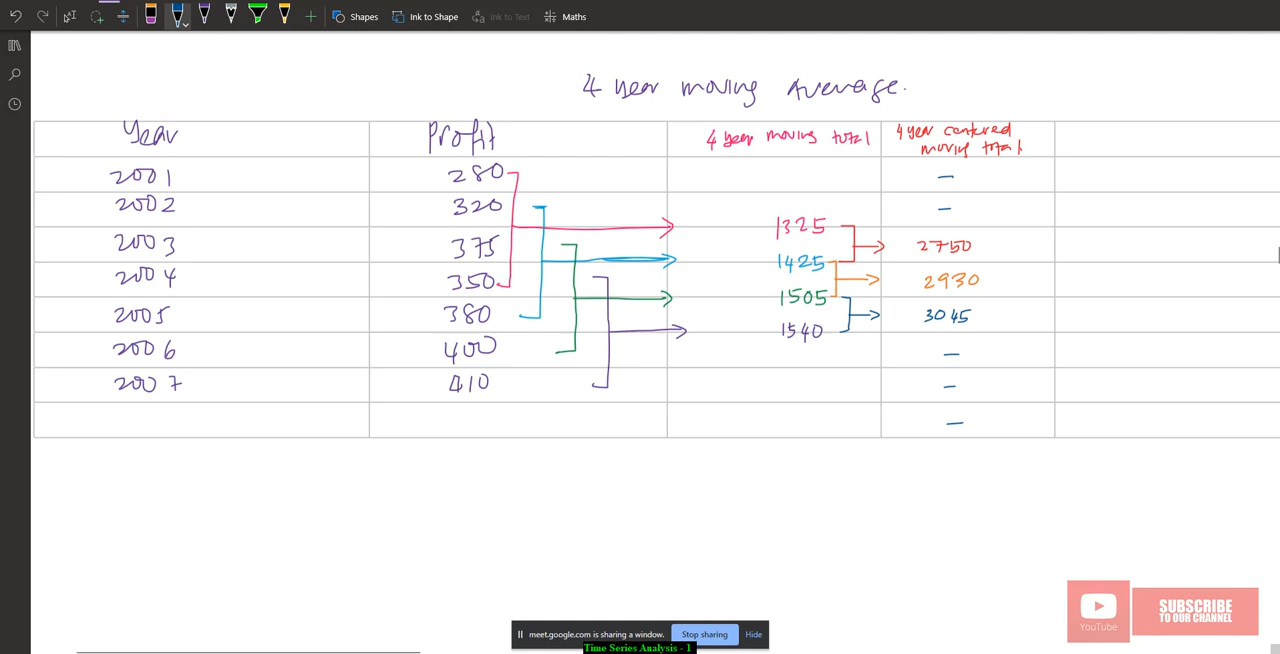 Shapes Ink to Shape Ink to Text Maths
4 year moving Average.
Year Profit 4 year moving total 4 year centered
moving total
2001 280 –
2002 320 –
1325
2003 375 2750
1425
2004 350 2930
1505
2005 380 3045
1540
2006 400 –
2007 410 –
–
YouTube
SUBSCRIBE
TO OUR CHANNEL
meet.google.com is sharing a window. Stop sharing Hide
Time Series Analysis - 1